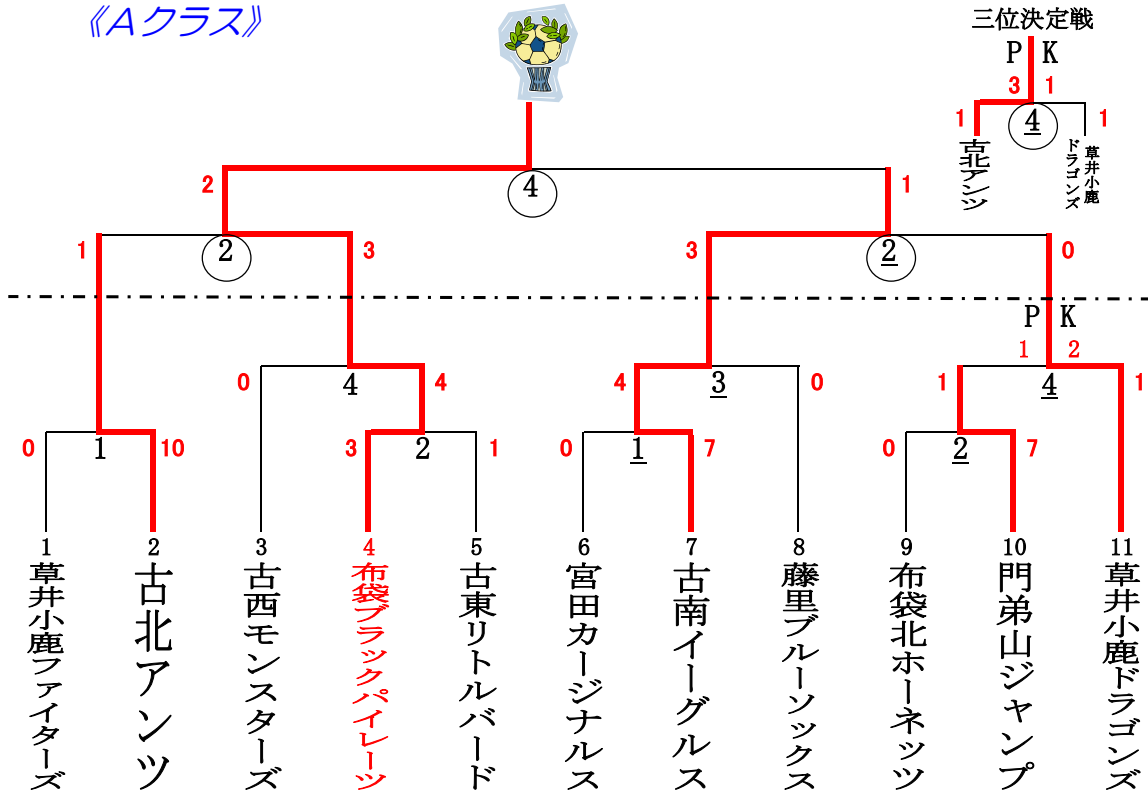 《Aクラス》
三位決定戦
P K
3 1
1 ④ 1
古北アンツ
草井小鹿ドラゴンズ
④
2 1
1 ② 3
3 ② 0
P K
1 2
0 4 4
4 3 0
1 4 1
0 1 10
3 2 1
0 1 7
0 2 7
1 草井小鹿ファイターズ
2 古北アンツ
3 古西モンスターズ
4 布袋ブラックパイレーツ
5 古東リトルバード
6 宮田カージナルス
7 古南イーグルス
8 藤里ブルーソックス
9 布袋北ホーネッツ
10 門弟山ジャンプ
11 草井小鹿ドラゴンズ